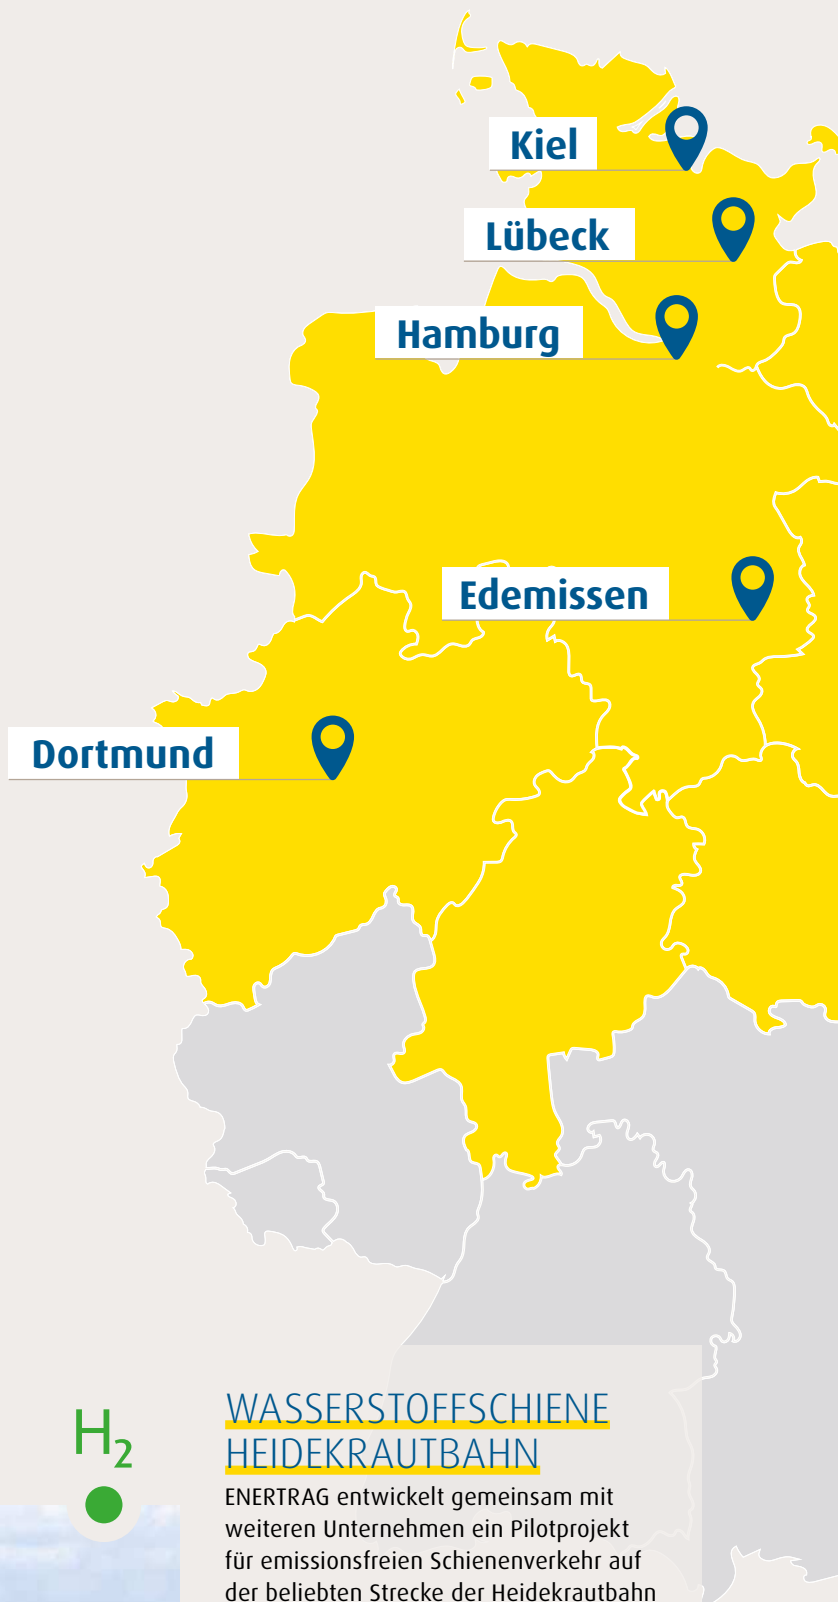 Kiel
Lübeck
Hamburg
Edemissen
Dortmund
H₂
WASSERSTOFFSCHIENE
HEIDEKRAUTBAHN
ENERTRAG entwickelt gemeinsam mit
weiteren Unternehmen ein Pilotprojekt
für emissionsfreien Schienenverkehr auf
der beliebten Strecke der Heidekrautbahn